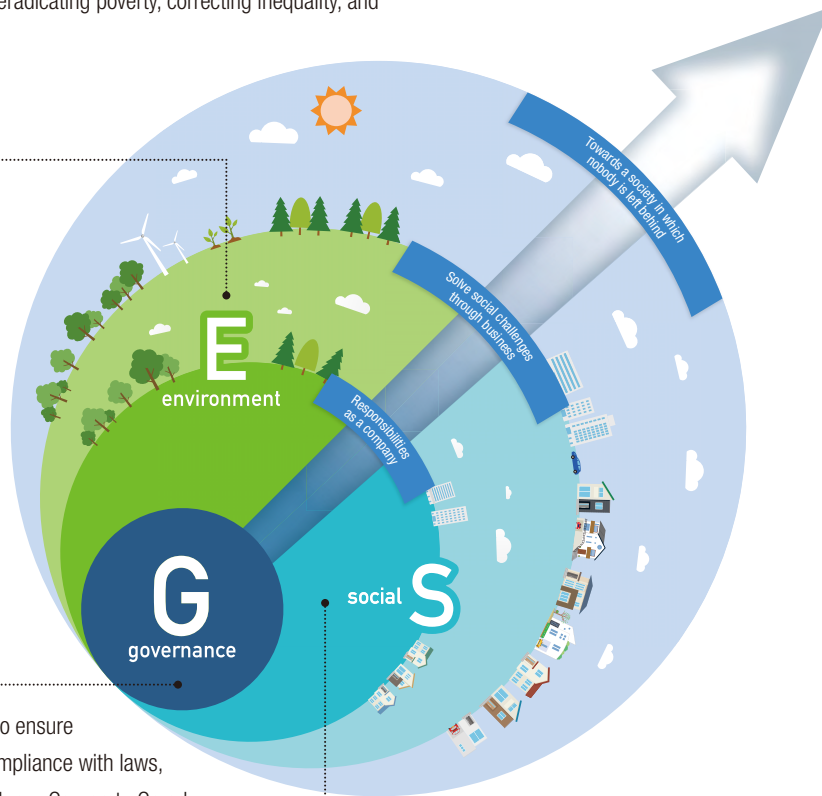 eradicating poverty, correcting inequality, and
Towards a society in which
nobody is left behind
Solve social challenges
through business
Responsibilities
as a company
E
environment
G
governance
social S
to ensure
mpliance with laws,